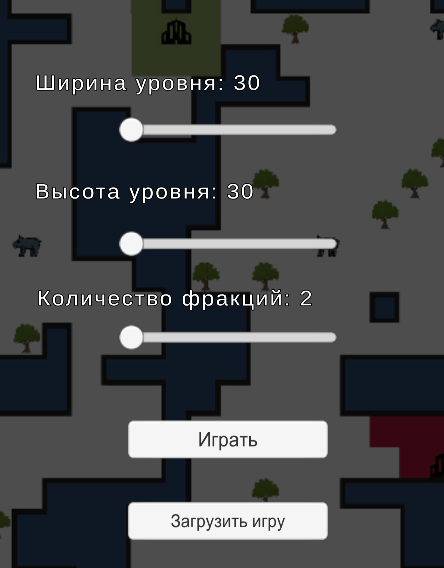 Ширина уровня: 30
Высота уровня: 30
Количество фракций: 2
Играть
Загрузить игру